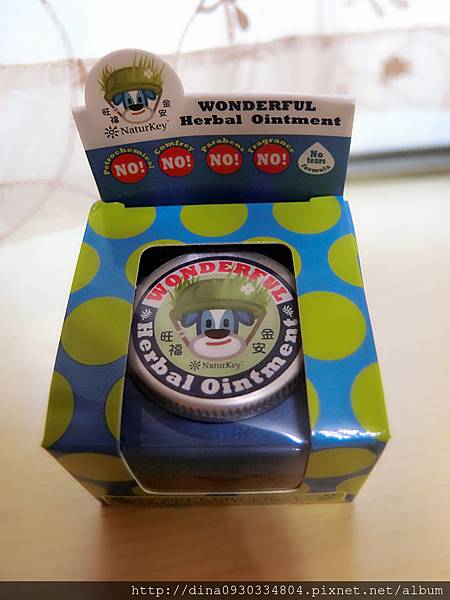 WONDERFUL
Herbal Ointment
旺福 金安
NaturKey
Petrochemical NO!
Comfrey NO!
Parabens NO!
Fragrance NO!
No tears formula
WONDERFUL
旺福 金安
NaturKey
Herbal Ointment
http://dina0930334804.pixnet.net/album